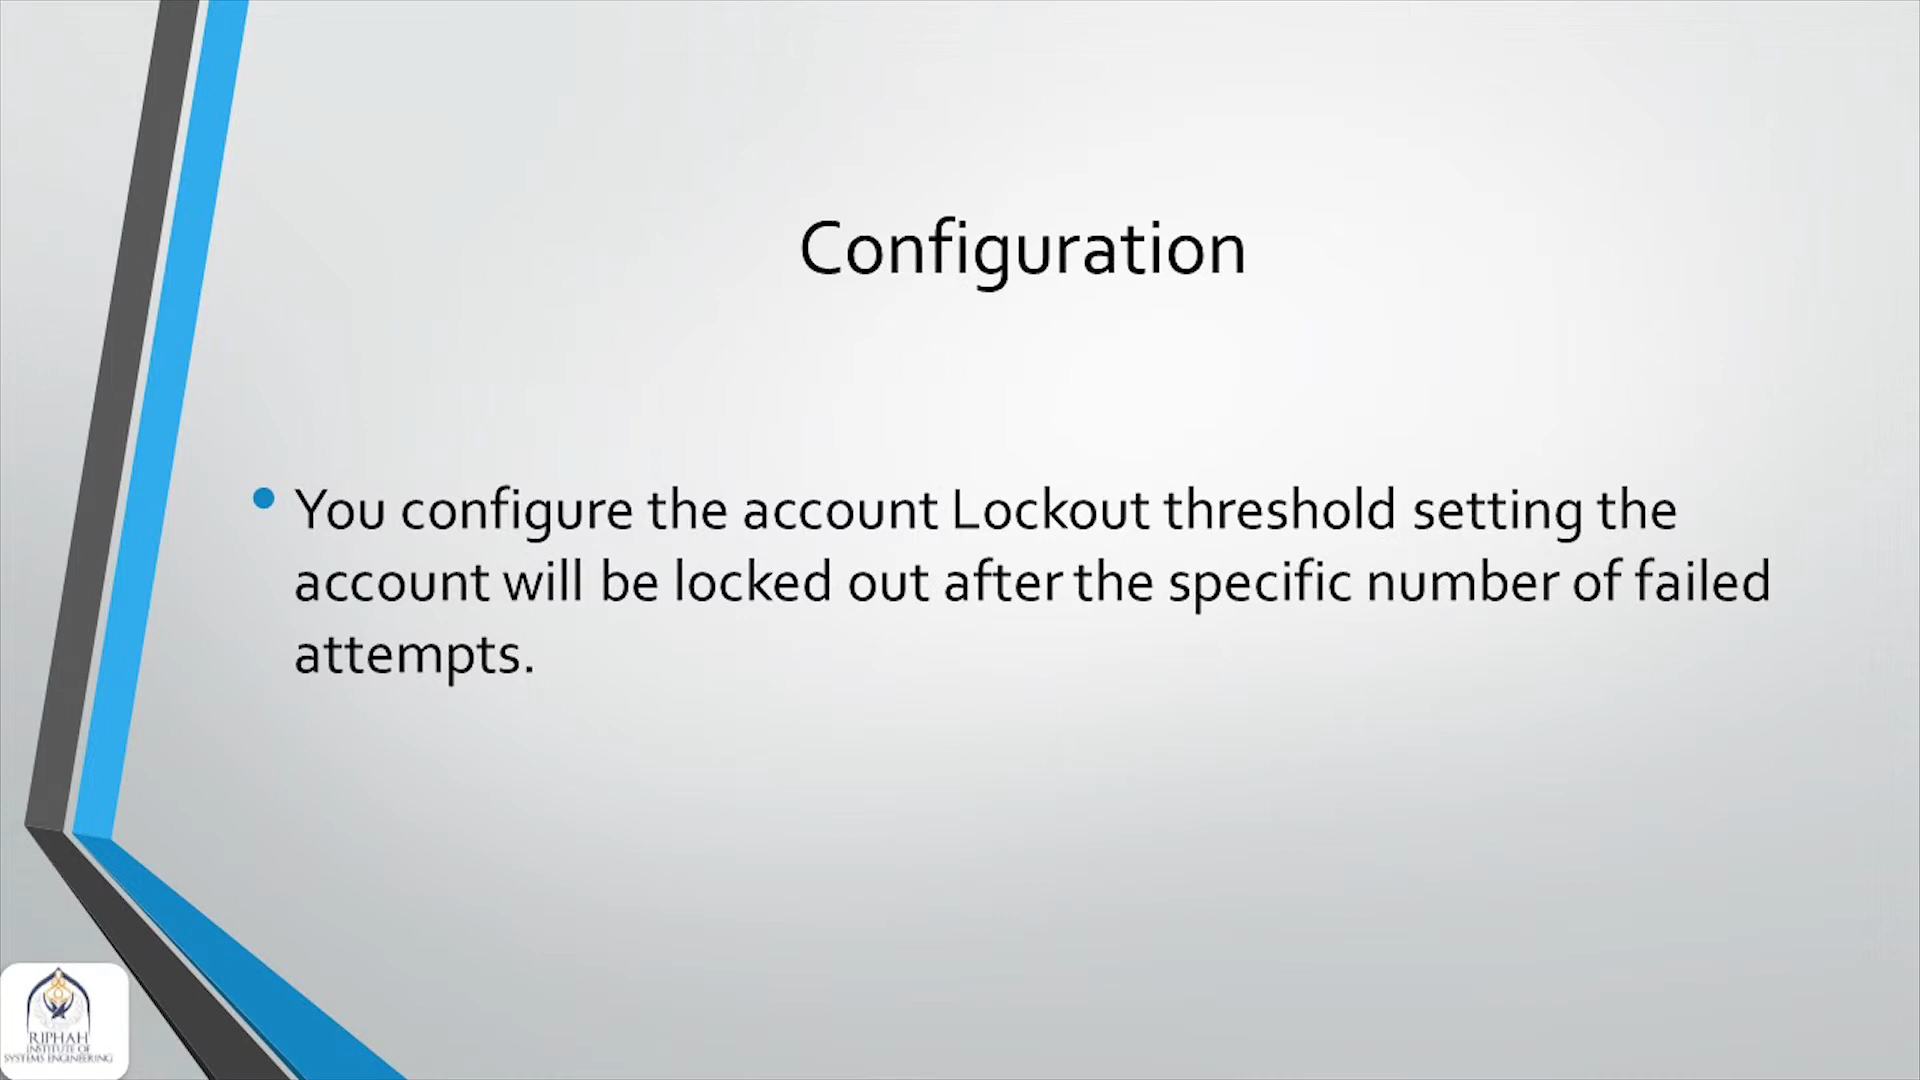 Configuration
• You configure the account Lockout threshold setting the
account will be locked out after the specific number of failed
attempts.
RIPHAH
INSTITUTE OF
SYSTEMS ENGINEERING